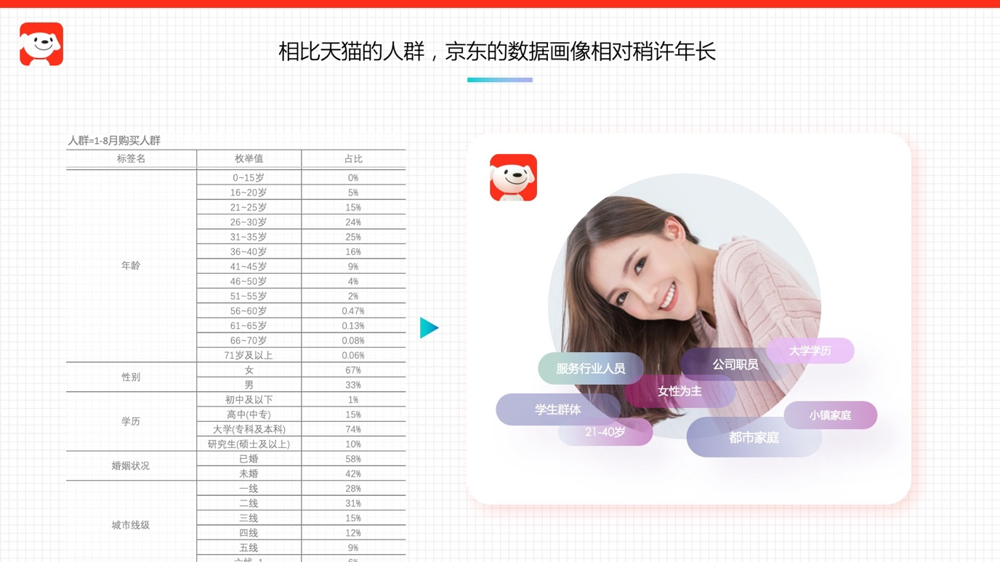 相比天猫的人群，京东的数据画像相对稍许年长
人群=1-8月购买人群
标签名 枚举值 占比
年龄
0~15岁 0%
16~20岁 5%
21~25岁 15%
26~30岁 24%
31~35岁 25%
36~40岁 16%
41~45岁 9%
46~50岁 4%
51~55岁 2%
56~60岁 0.47%
61~65岁 0.13%
66~70岁 0.08%
71岁及以上 0.06%
性别
女 67%
男 33%
学历
初中及以下 1%
高中(中专) 15%
大学(专科及本科) 74%
研究生(硕士及以上) 10%
婚姻状况
已婚 58%
未婚 42%
城市线级
一线 28%
二线 31%
三线 15%
四线 12%
五线 9%
大学学历
公司职员
服务行业人员
女性为主
学生群体
小镇家庭
21-40岁
都市家庭